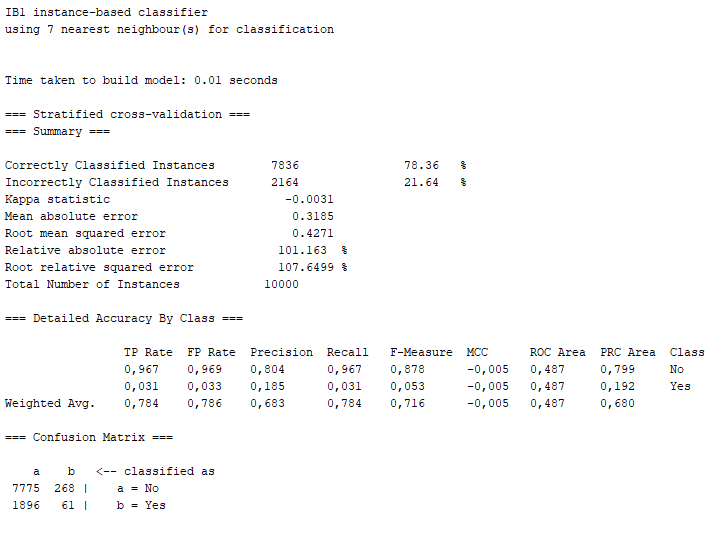 IB1 instance-based classifier
using 7 nearest neighbour(s) for classification
Time taken to build model: 0.01 seconds
=== Stratified cross-validation ===
=== Summary ===
Correctly Classified Instances 7836 78.36 %
Incorrectly Classified Instances 2164 21.64 %
Kappa statistic -0.0031
Mean absolute error 0.3185
Root mean squared error 0.4271
Relative absolute error 101.163 %
Root relative squared error 107.6499 %
Total Number of Instances 10000
=== Detailed Accuracy By Class ===
TP Rate FP Rate Precision Recall F-Measure MCC ROC Area PRC Area Class
0,967 0,969 0,804 0,967 0,878 -0,005 0,487 0,799 No
0,031 0,033 0,185 0,031 0,053 -0,005 0,487 0,192 Yes
Weighted Avg. 0,784 0,786 0,683 0,784 0,716 -0,005 0,487 0,680
=== Confusion Matrix ===
a b <-- classified as
7775 268 | a = No
1896 61 | b = Yes